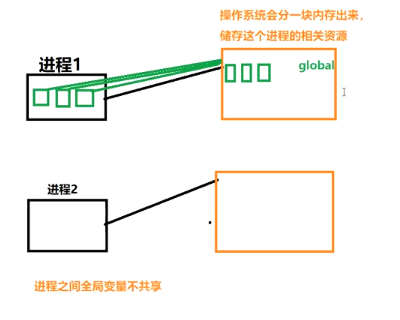 操作系统会分一块内存出来，
储存这个进程的相关资源
进程1
global
进程2
进程之间全局变量不共享